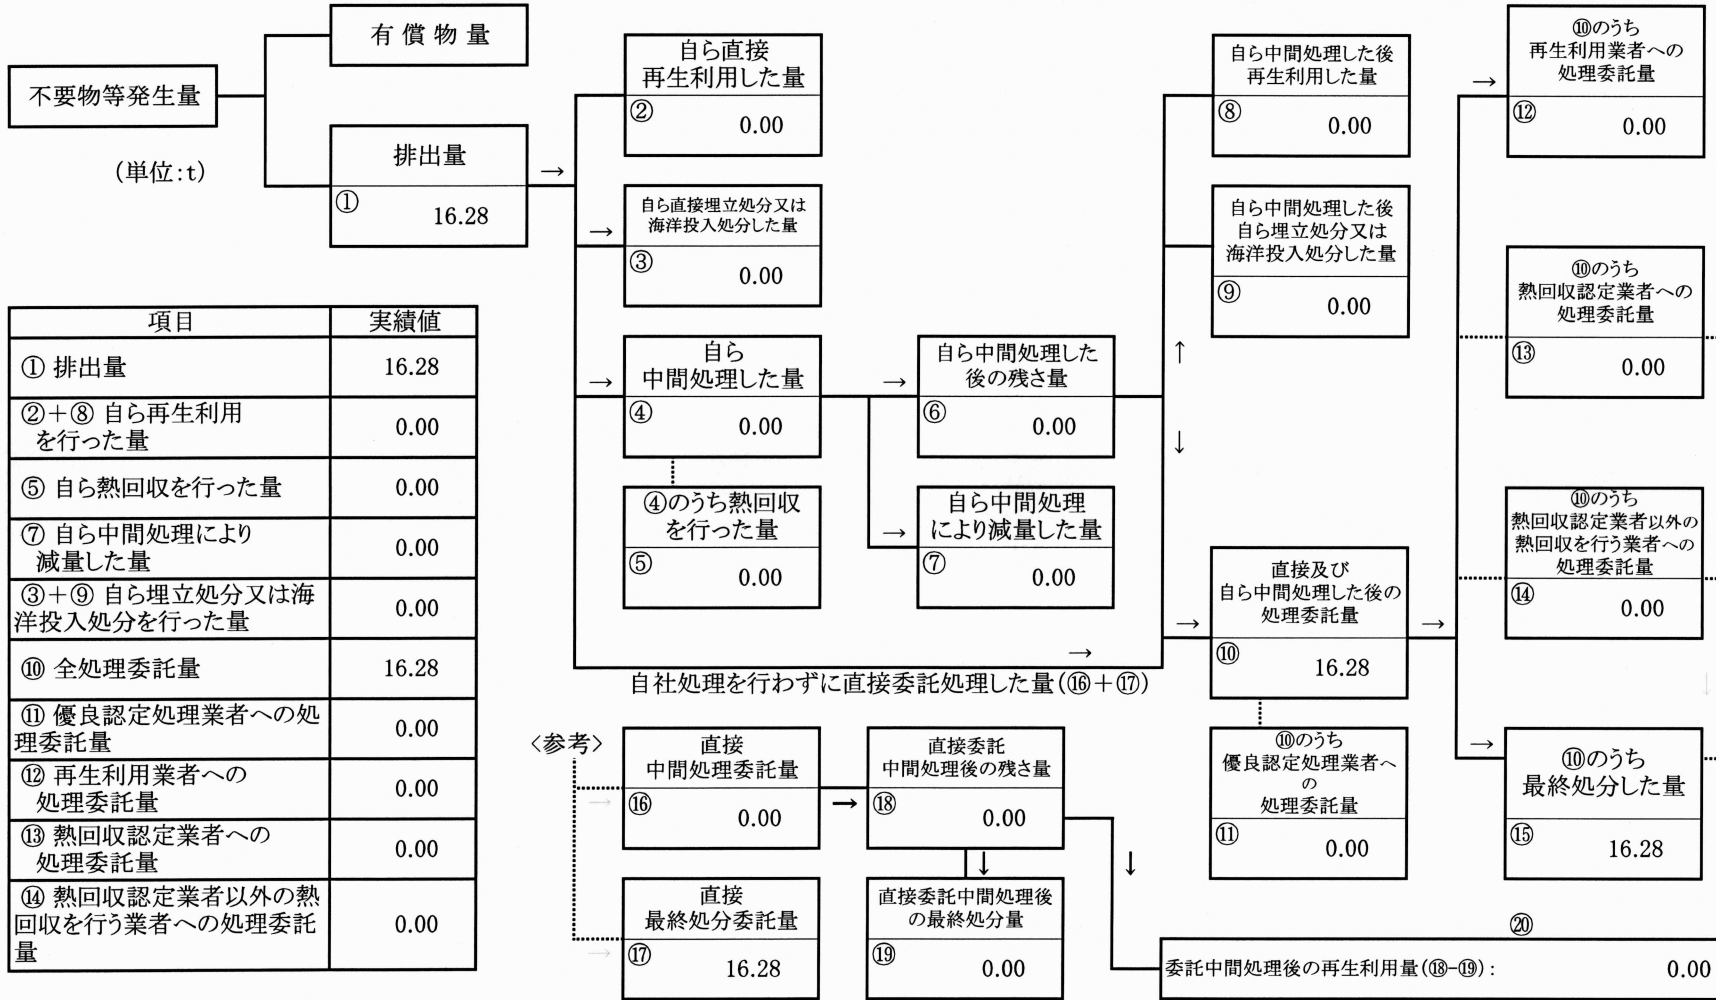 有償物量
不要物等発生量
(単位:t)
排出量
①
16.28
→
自ら直接
再生利用した量
②
0.00
→
自ら直接埋立処分又は
海洋投入処分した量
③
0.00
→
自ら
中間処理した量
④
0.00
④のうち熱回収
を行った量
⑤
0.00
→
自ら中間処理した
後の残さ量
⑥
0.00
→
自ら中間処理
により減量した量
⑦
0.00
自ら中間処理した後
再生利用した量
⑧
0.00
自ら中間処理した後
自ら埋立処分又は
海洋投入処分した量
⑨
0.00
↑
↓
→
自社処理を行わずに直接委託処理した量(⑯+⑰)
→
直接及び
自ら中間処理した後の
処理委託量
⑩
16.28
→
⑩のうち
優良認定処理業者へ
の
処理委託量
⑪
0.00
→
⑩のうち
再生利用業者への
処理委託量
⑫
0.00
⑩のうち
熱回収認定業者への
処理委託量
⑬
0.00
⑩のうち
熱回収認定業者以外の
熱回収を行う業者への
処理委託量
⑭
0.00
↓
→
⑩のうち
最終処分した量
⑮
16.28
項目 実績値
① 排出量 16.28
②+⑧ 自ら再生利用
を行った量 0.00
⑤ 自ら熱回収を行った量 0.00
⑦ 自ら中間処理により
減量した量 0.00
③+⑨ 自ら埋立処分又は海
洋投入処分を行った量 0.00
⑩ 全処理委託量 16.28
⑪ 優良認定処理業者への処
理委託量 0.00
⑫ 再生利用業者への
処理委託量 0.00
⑬ 熱回収認定業者への
処理委託量 0.00
⑭ 熱回収認定業者以外の熱
回収を行う業者への処理委託
量 0.00
〈参考〉
→
直接
中間処理委託量
⑯
0.00
→
直接委託
中間処理後の残さ量
⑱
0.00
↓
↓
→
直接
最終処分委託量
⑰
16.28
直接委託中間処理後
の最終処分量
⑲
0.00
⑳
委託中間処理後の再生利用量(⑱-⑲): 0.00